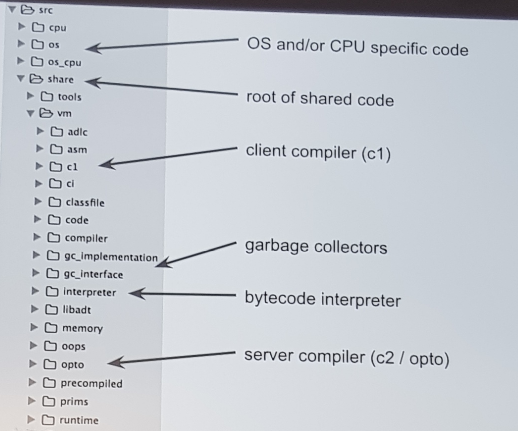 src
cpu
os
os_cpu
share
tools
vm
adlc
asm
c1
ci
classfile
code
compiler
gc_implementation
gc_interface
interpreter
libadt
memory
oops
opto
precompiled
prims
runtime
OS and/or CPU specific code
root of shared code
client compiler (c1)
garbage collectors
bytecode interpreter
server compiler (c2 / opto)